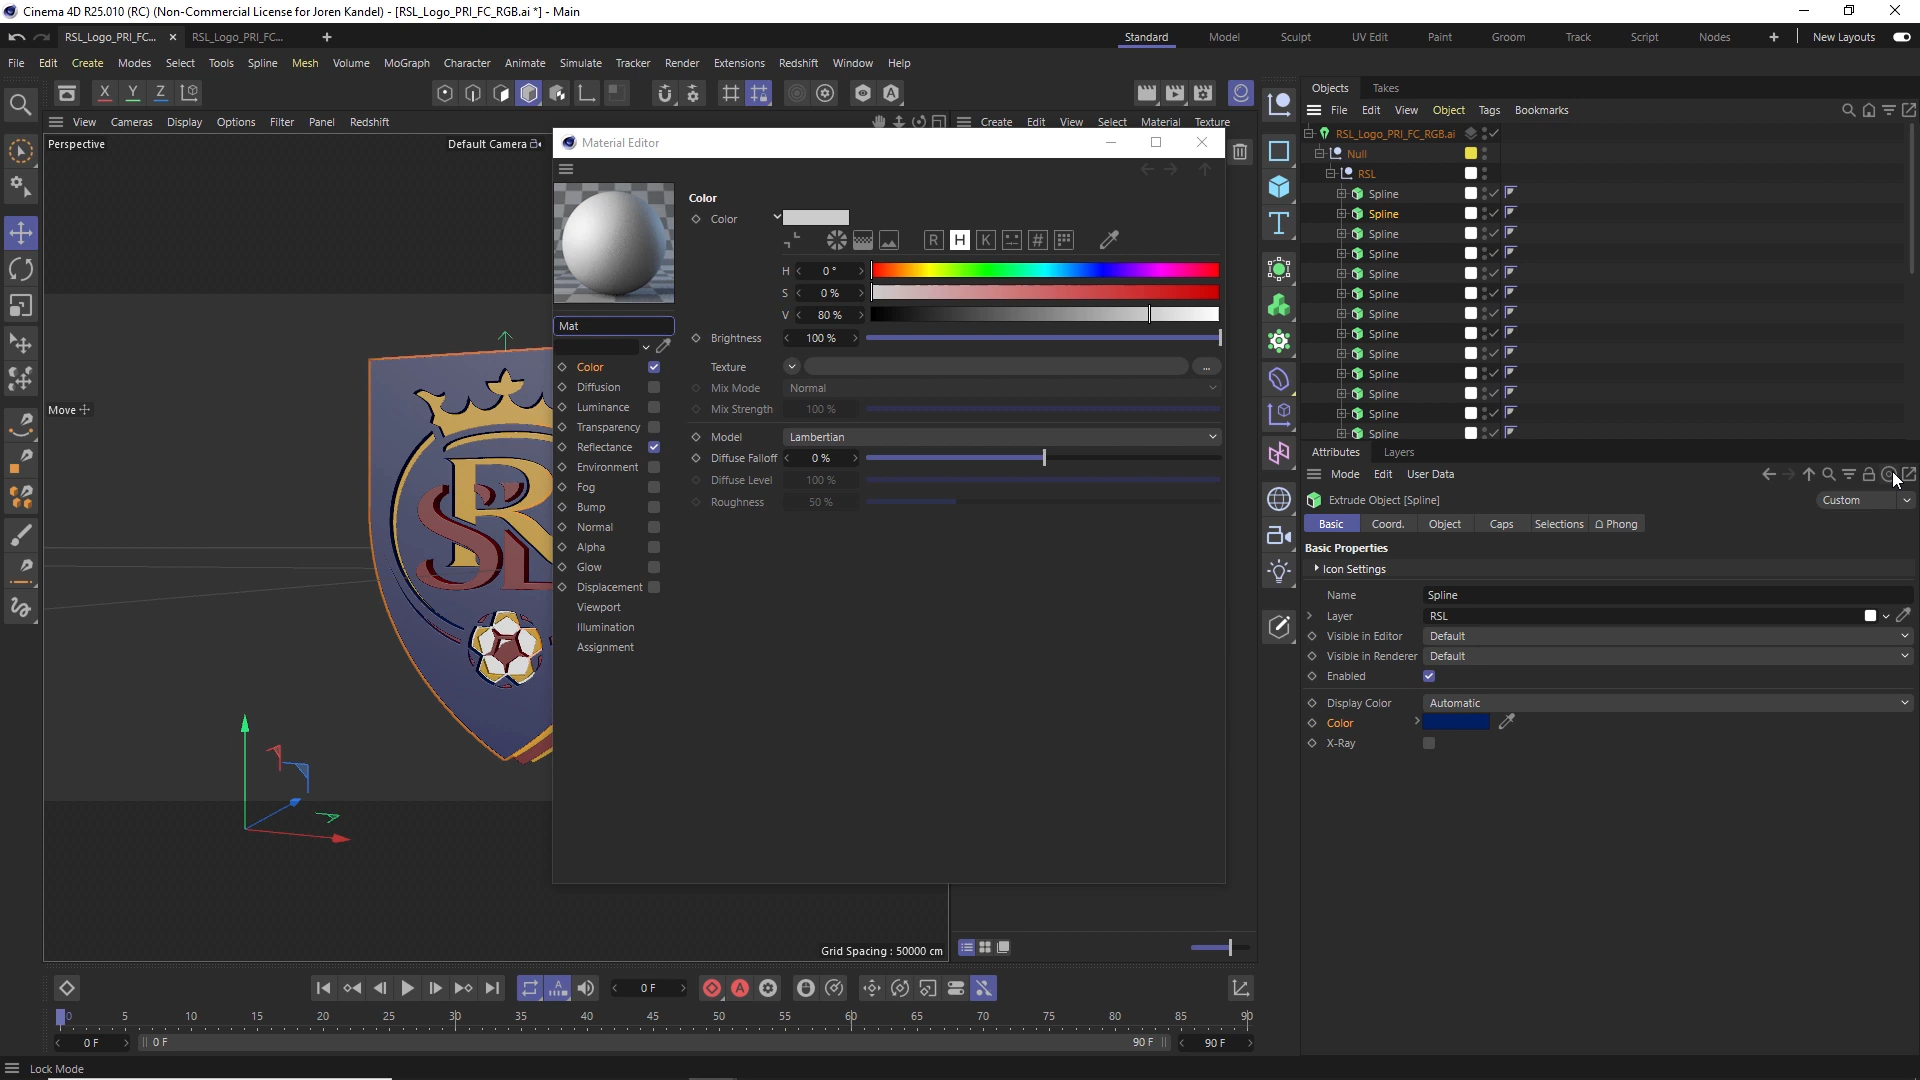 Cinema 4D R25.010 (RC) (Non-Commercial License for Joren Kandel) - [RSL_Logo_PRI_FC_RGB.ai *] - Main
RSL_Logo_PRI_FC... RSL_Logo_PRI_FC...
Standard Model Sculpt UV Edit Paint Groom Track Script Nodes New Layouts
File Edit Create Modes Select Tools Spline Mesh Volume MoGraph Character Animate Simulate Tracker Render Extensions Redshift Window Help
X Y Z
Objects Takes
File Edit View Object Tags Bookmarks
View Cameras Display Options Filter Panel Redshift
Create Edit View Select Material Texture
Perspective
Default Camera
Material Editor
RSL_Logo_PRI_FC_RGB.ai
Null
RSL
Spline
Spline
Spline
Spline
Spline
Spline
Spline
Spline
Spline
Spline
Spline
Spline
Spline
Color
Color
R H K #
H 0 °
S 0 %
V 80 %
Brightness 100 %
Texture ...
Mix Mode Normal
Mix Strength 100 %
Model Lambertian
Diffuse Falloff 0 %
Diffuse Level 100 %
Roughness 50 %
Mat
Color
Diffusion
Luminance
Transparency
Reflectance
Environment
Fog
Bump
Normal
Alpha
Glow
Displacement
Viewport
Illumination
Assignment
Move
Attributes Layers
Mode Edit User Data
Extrude Object [Spline]
Custom
Basic Coord. Object Caps Selections Phong
Basic Properties
Icon Settings
Name Spline
Layer RSL
Visible in Editor Default
Visible in Renderer Default
Enabled
Display Color Automatic
Color
X-Ray
Grid Spacing : 50000 cm
0 F
0 5 10 15 20 25 30 35 40 45 50 55 60 65 70 75 80 85 90
0 F 0 F 90 F 90 F
Lock Mode